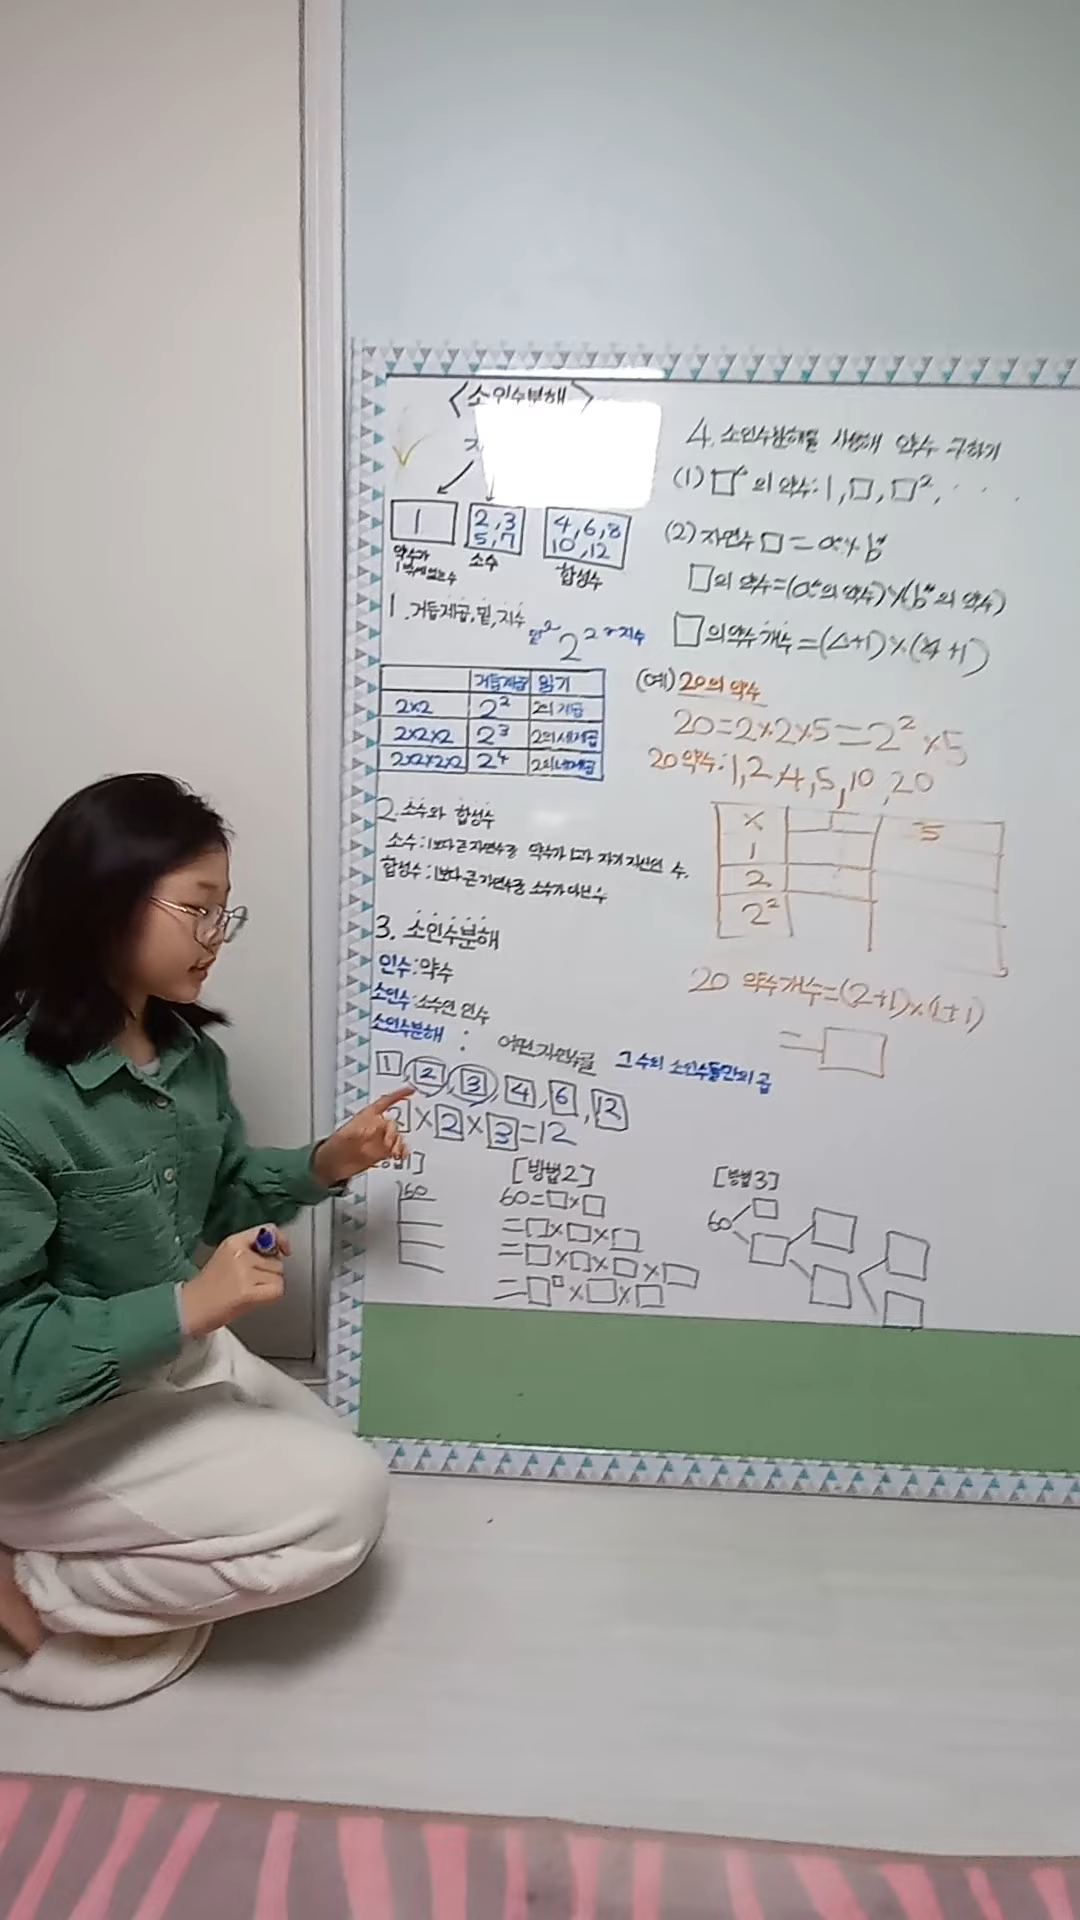 <소인수분해>
1
2,3
5,7
4,6,8
10,12
약수가
소수
합성수
1. 거듭제곱, 밑, 지수
밑 2² 지수
거듭제곱 읽기
2×2 2² 2의 제곱
2×2×2 2³ 2의 세제곱
2×2×2×2 2⁴ 2의 네제곱
2. 소수와 합성수
소수: 1보다 큰 자연수 중 약수가 1과 자기 자신인 수.
합성수: 1보다 큰 자연수중 소수가 아닌 수
3. 소인수분해
인수: 약수
소인수: 소수인 인수
소인수분해 : 어떤 자연수를 그 수의 소인수들만의 곱
1, 2, 3, 4, 6, 12
2×2×3=12
60
[방법2]
60=□×□
=□×□×□
=□×□×□×□
=□□×□×□
[방법3]
60
4. 소인수분해를 사용해 약수 구하기
(1) 의 약수: 1, □, □², · · ·
(2) 자연수 □=
□의 약수=( 의 약수)×( 의 약수)
□의 약수 개수=( +1)×( +1)
(예) 20의 약수
20=2×2×5=2²×5
20 약수: 1,2,4,5,10,20
× 1 5
1
2
2²
20 약수 개수=(2+1)×(1+1)
=□